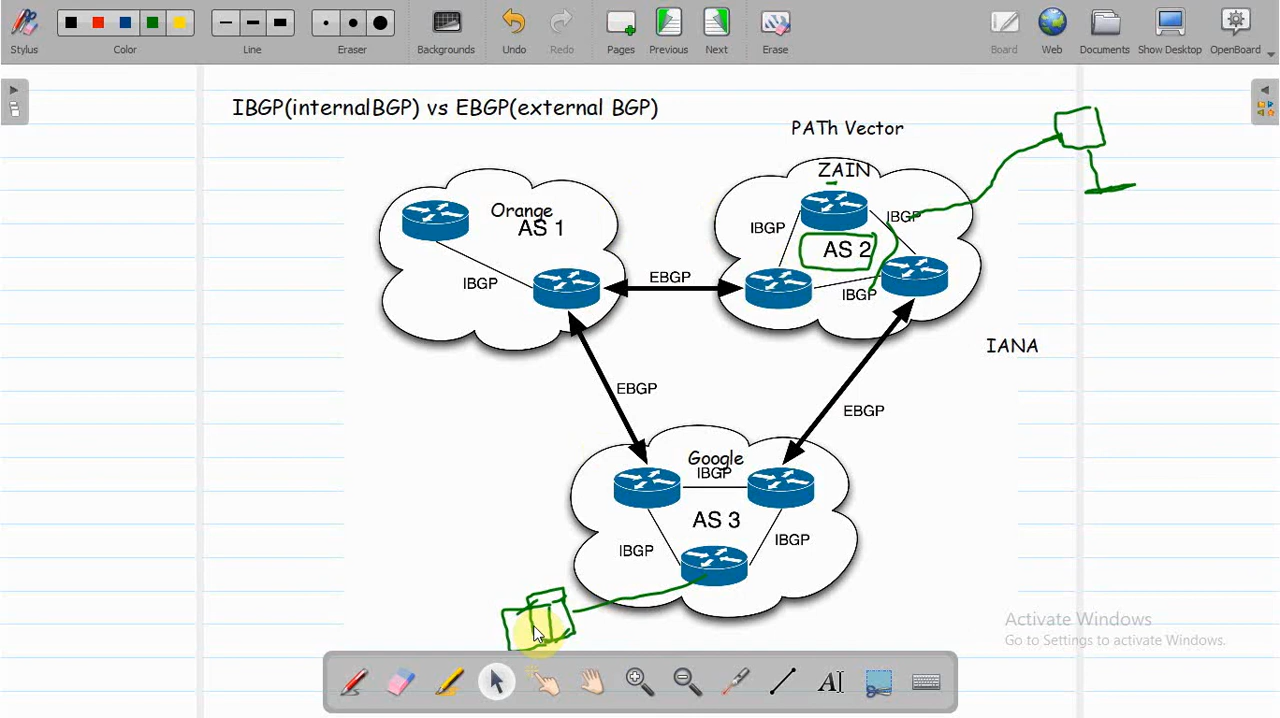 Stylus
Color
Line
Eraser
Backgrounds
Undo
Redo
Pages
Previous
Next
Erase
Board
Web
Documents
Show Desktop
OpenBoard
IBGP(internalBGP) vs EBGP(external BGP)
PATh Vector
ZAIN
Orange
AS 1
IBGP
IBGP
IBGP
AS 2
IBGP
EBGP
IANA
EBGP
EBGP
Google
IBGP
AS 3
IBGP
IBGP
Activate Windows
Go to Settings to activate Windows.
AI